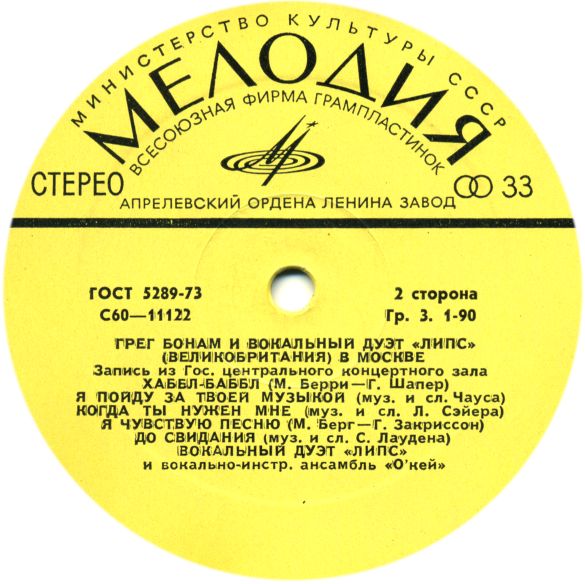 МИНИСТЕРСТВО КУЛЬТУРЫ СССР
МЕЛОДИЯ
ВСЕСОЮЗНАЯ ФИРМА ГРАМПЛАСТИНОК
СТЕРЕО
33
АПРЕЛЕВСКИЙ ОРДЕНА ЛЕНИНА ЗАВОД
ГОСТ 5289-73
2 сторона
С60—11122
Гр. 3. 1-90
ГРЕГ БОНАМ И ВОКАЛЬНЫЙ ДУЭТ «ЛИПС»
(ВЕЛИКОБРИТАНИЯ) В МОСКВЕ
Запись из Гос. центрального концертного зала
ХАББЛ-БАББЛ (М. Берри—Г. Шапер)
Я ПОЙДУ ЗА ТВОЕЙ МУЗЫКОЙ (муз. и сл. Чауса)
КОГДА ТЫ НУЖЕН МНЕ (муз. и сл. Л. Сэйера)
Я ЧУВСТВУЮ ПЕСНЮ (М. Берг—Г. Закриссон)
ДО СВИДАНИЯ (муз. и сл. С. Лаудена)
ВОКАЛЬНЫЙ ДУЭТ «ЛИПС»
и вокально-инстр. ансамбль «О'кей»